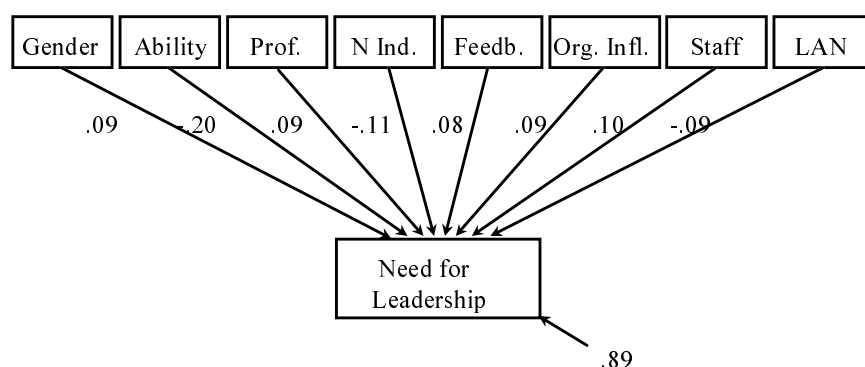 Gender Ability Prof. N Ind. Feedb. Org. Infl. Staff LAN
.09 -.20 .09 -.11 .08 .09 .10 -.09
Need for
Leadership
.89